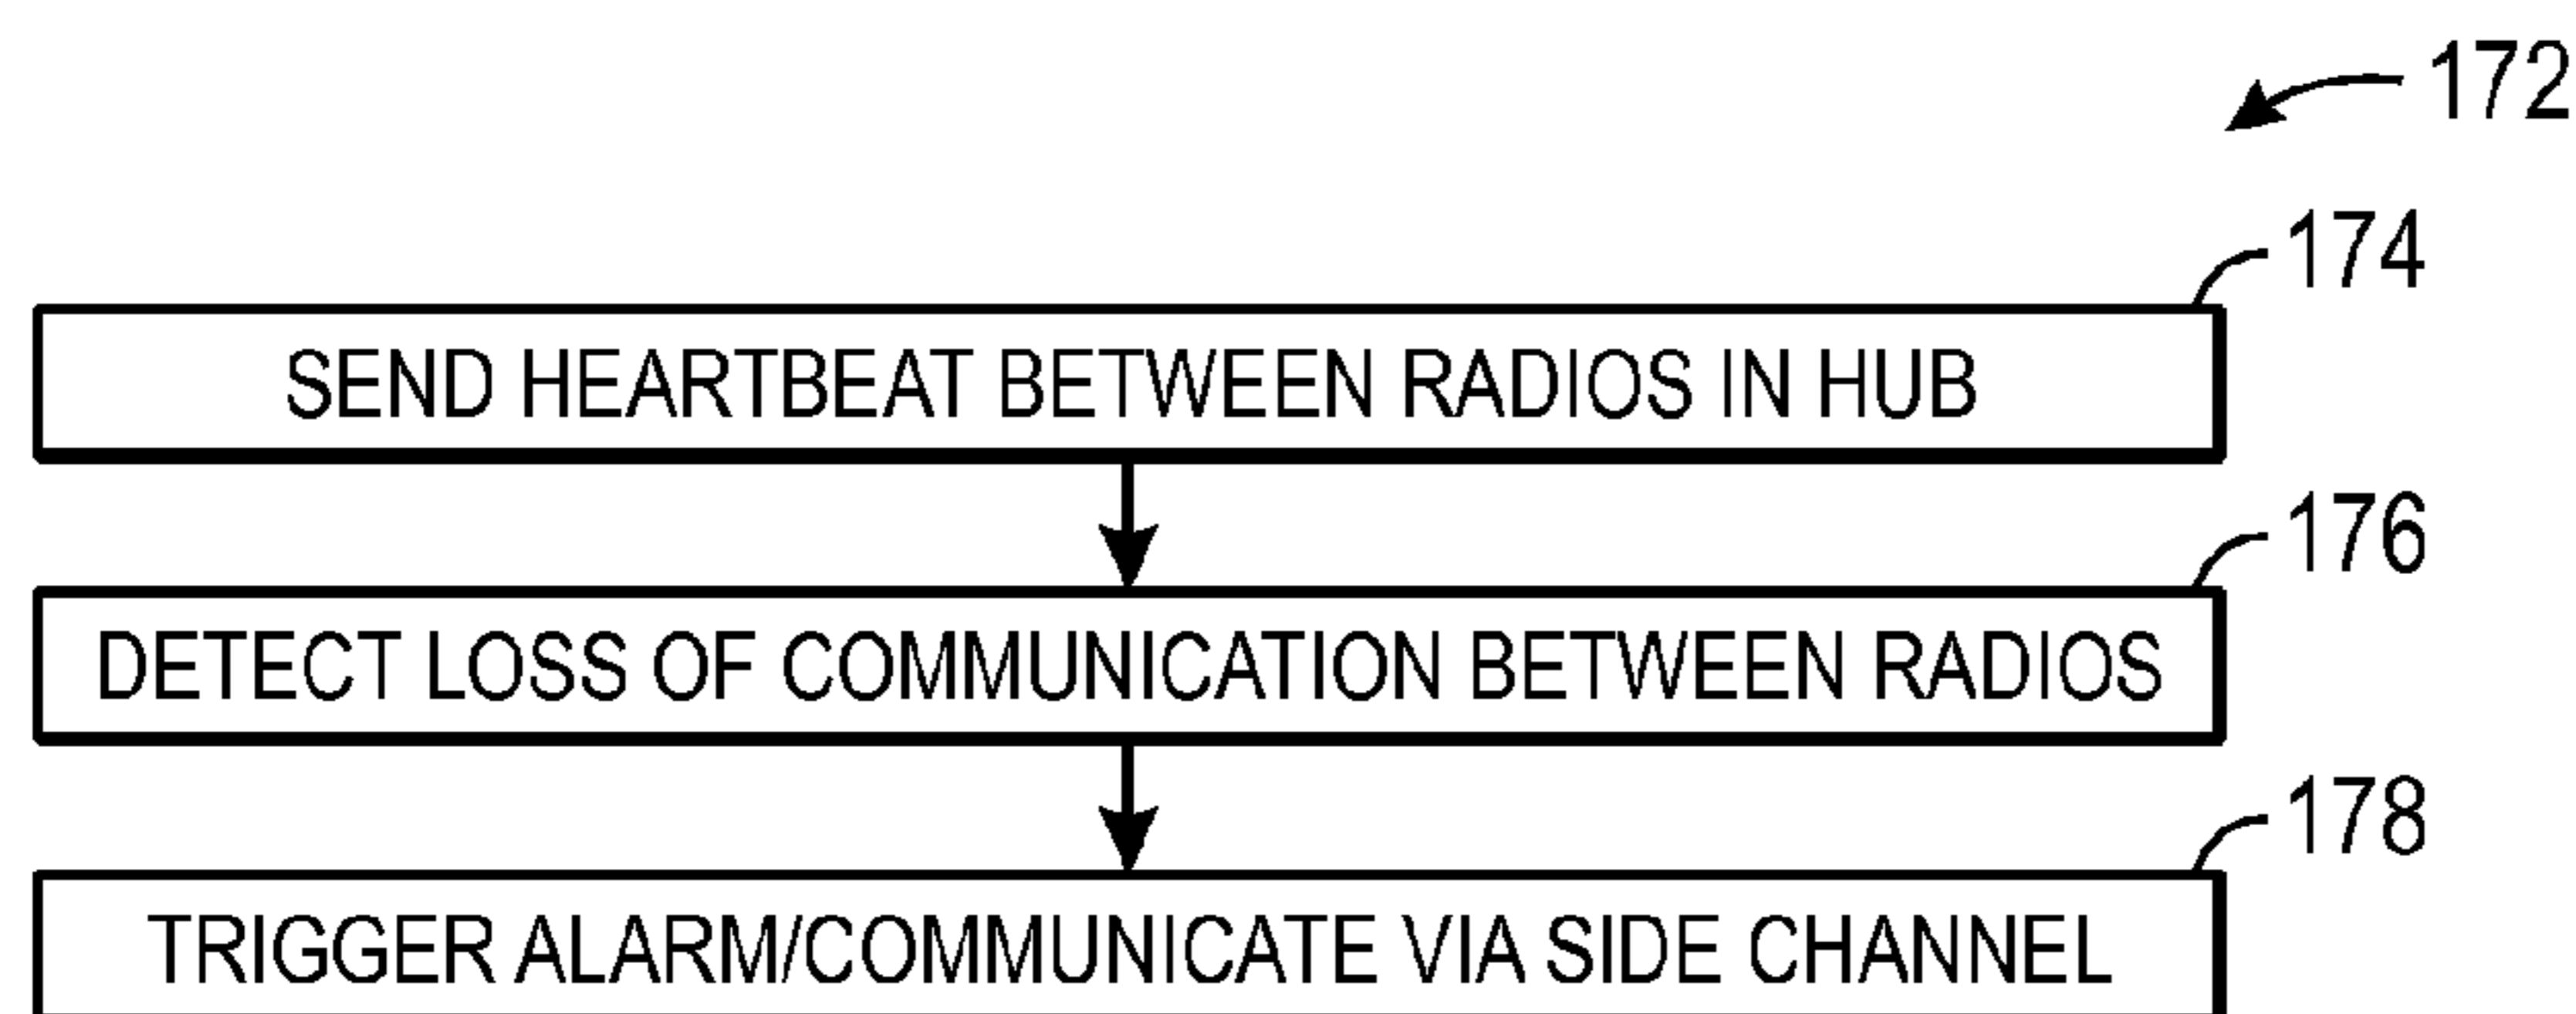 172
174
SEND HEARTBEAT BETWEEN RADIOS IN HUB
176
DETECT LOSS OF COMMUNICATION BETWEEN RADIOS
178
TRIGGER ALARM/COMMUNICATE VIA SIDE CHANNEL